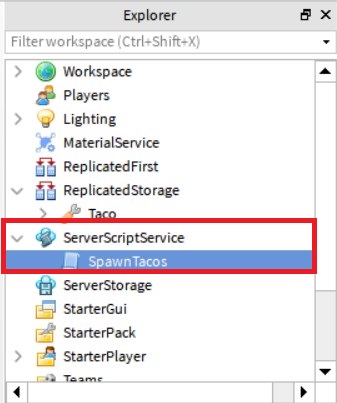 Explorer
Filter workspace (Ctrl+Shift+X)
Workspace
Players
Lighting
MaterialService
ReplicatedFirst
ReplicatedStorage
Taco
ServerScriptService
SpawnTacos
ServerStorage
StarterGui
StarterPack
StarterPlayer
Teams